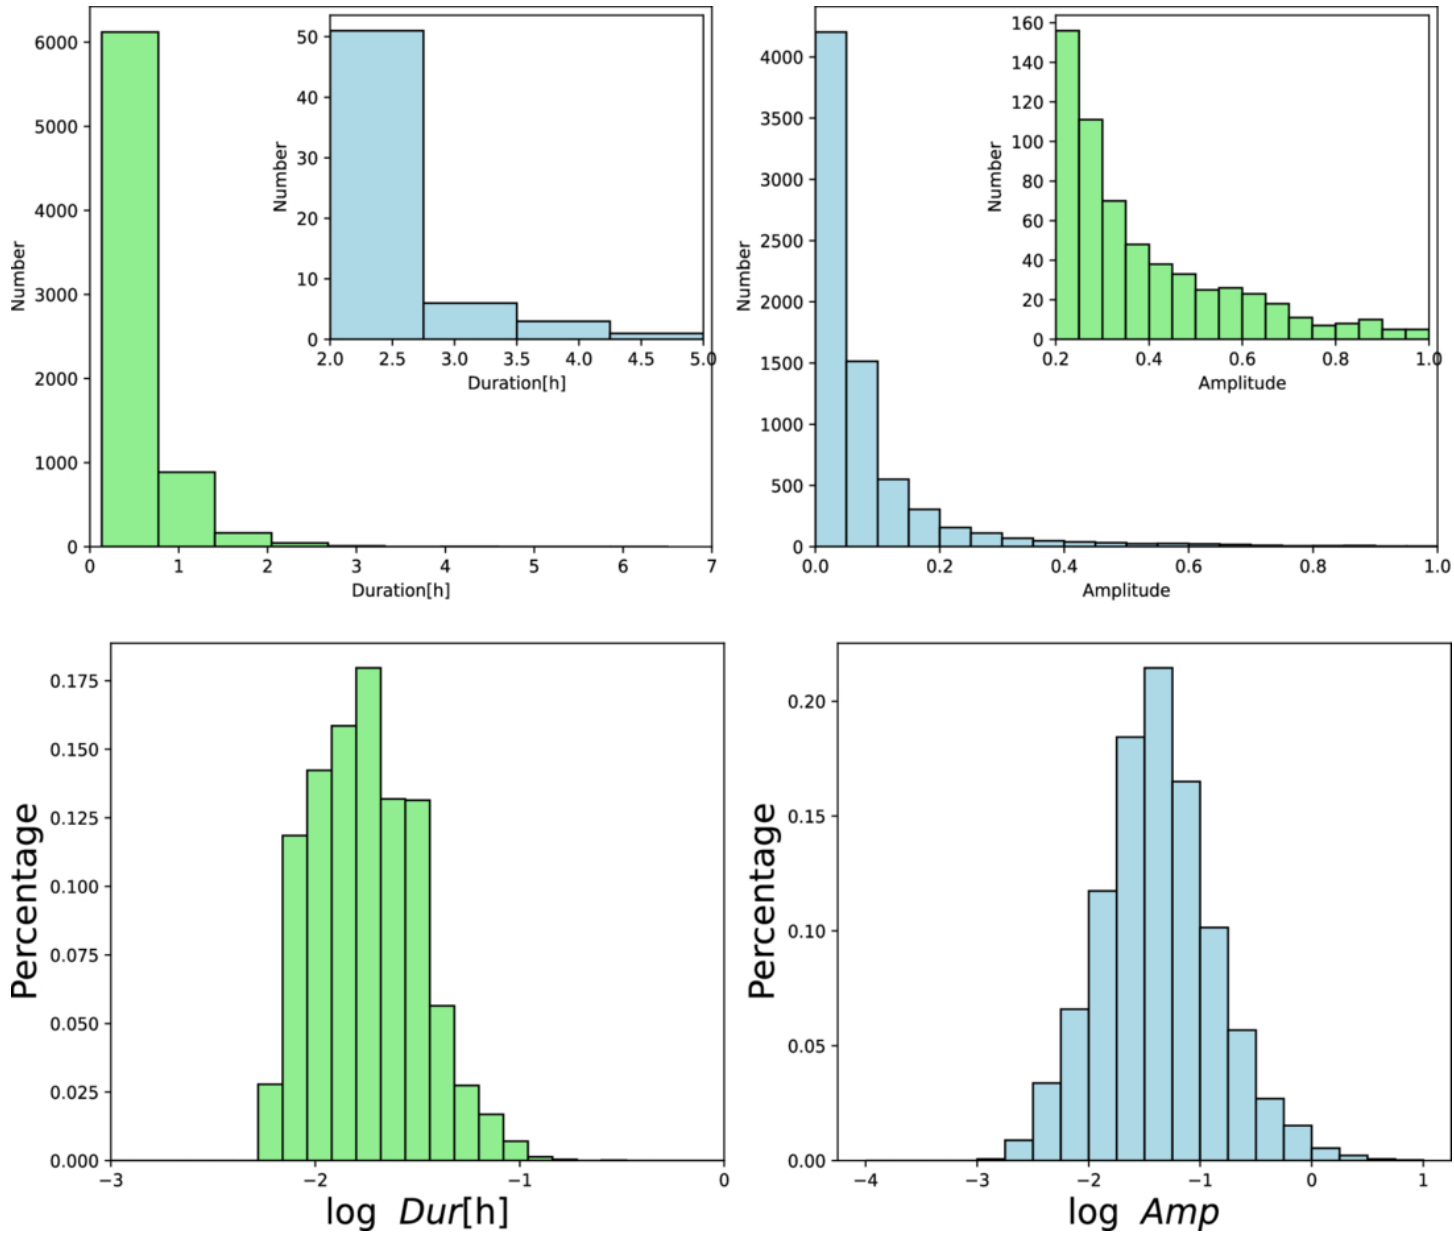 6000
5000
4000
3000
2000
1000
0
Number
0 1 2 3 4 5 6 7
Duration[h]
50
40
30
20
10
0
Number
2.0 2.5 3.0 3.5 4.0 4.5 5.0
Duration[h]
4000
3500
3000
2500
2000
1500
1000
500
0
Number
0.0 0.2 0.4 0.6 0.8 1.0
Amplitude
160
140
120
100
80
60
40
20
0
Number
0.2 0.4 0.6 0.8 1.0
Amplitude
0.175
0.150
0.125
0.100
0.075
0.050
0.025
0.000
Percentage
−3 −2 −1 0
log Dur[h]
0.20
0.15
0.10
0.05
0.00
Percentage
−4 −3 −2 −1 0 1
log Amp